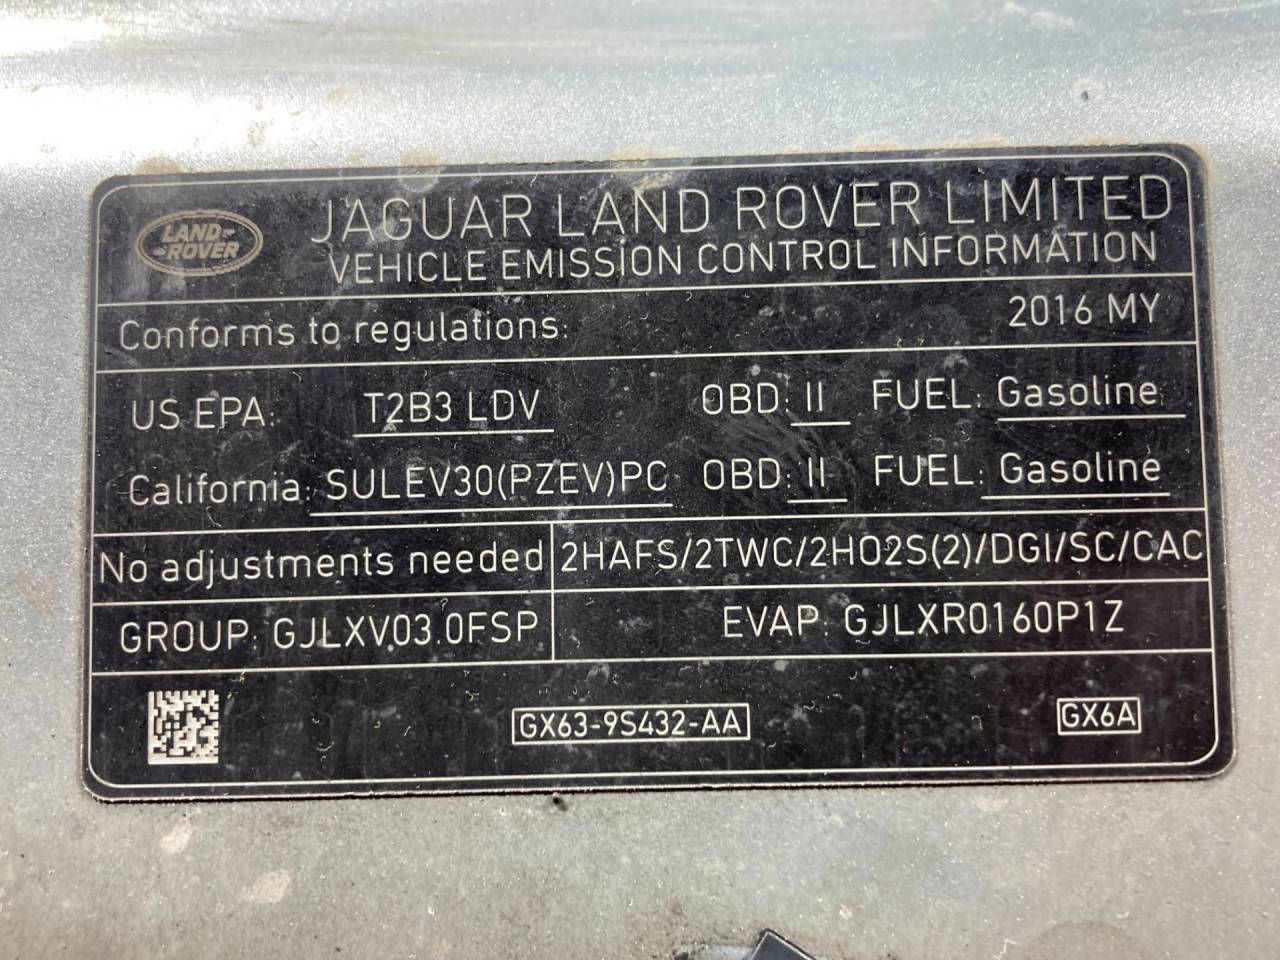 LAND-
-ROVER
JAGUAR LAND ROVER LIMITED
VEHICLE EMISSION CONTROL INFORMATION
Conforms to regulations: 2016 MY
US EPA: T2B3 LDV OBD: II FUEL: Gasoline
California: SULEV30(PZEV)PC OBD: II FUEL: Gasoline
No adjustments needed 2HAFS/2TWC/2HO2S(2)/DGI/SC/CAC
GROUP: GJLXV03.0FSP EVAP: GJLXR0160P1Z
GX63-9S432-AA GX6A